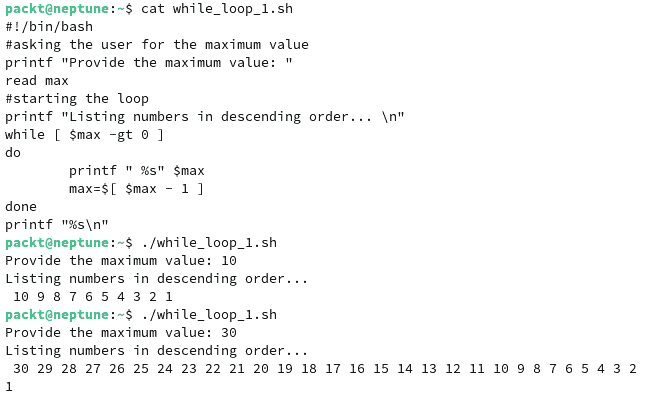 packt@neptune:~$ cat while_loop_1.sh
#!/bin/bash
#asking the user for the maximum value
printf "Provide the maximum value: "
read max
#starting the loop
printf "Listing numbers in descending order... \n"
while [ $max -gt 0 ]
do
        printf " %s" $max
        max=$[ $max - 1 ]
done
printf "%s\n"
packt@neptune:~$ ./while_loop_1.sh
Provide the maximum value: 10
Listing numbers in descending order...
 10 9 8 7 6 5 4 3 2 1
packt@neptune:~$ ./while_loop_1.sh
Provide the maximum value: 30
Listing numbers in descending order...
 30 29 28 27 26 25 24 23 22 21 20 19 18 17 16 15 14 13 12 11 10 9 8 7 6 5 4 3 2
1